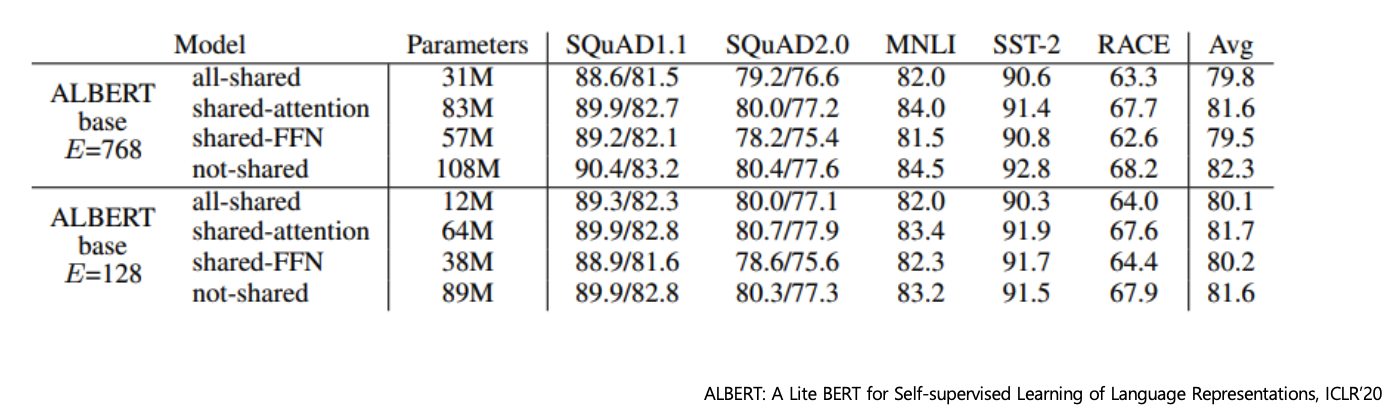 Model Parameters SQuAD1.1 SQuAD2.0 MNLI SST-2 RACE Avg
ALBERT base E=768
all-shared 31M 88.6/81.5 79.2/76.6 82.0 90.6 63.3 79.8
shared-attention 83M 89.9/82.7 80.0/77.2 84.0 91.4 67.7 81.6
shared-FFN 57M 89.2/82.1 78.2/75.4 81.5 90.8 62.6 79.5
not-shared 108M 90.4/83.2 80.4/77.6 84.5 92.8 68.2 82.3
ALBERT base E=128
all-shared 12M 89.3/82.3 80.0/77.1 82.0 90.3 64.0 80.1
shared-attention 64M 89.9/82.8 80.7/77.9 83.4 91.9 67.6 81.7
shared-FFN 38M 88.9/81.6 78.6/75.6 82.3 91.7 64.4 80.2
not-shared 89M 89.9/82.8 80.3/77.3 83.2 91.5 67.9 81.6
ALBERT: A Lite BERT for Self-supervised Learning of Language Representations, ICLR'20